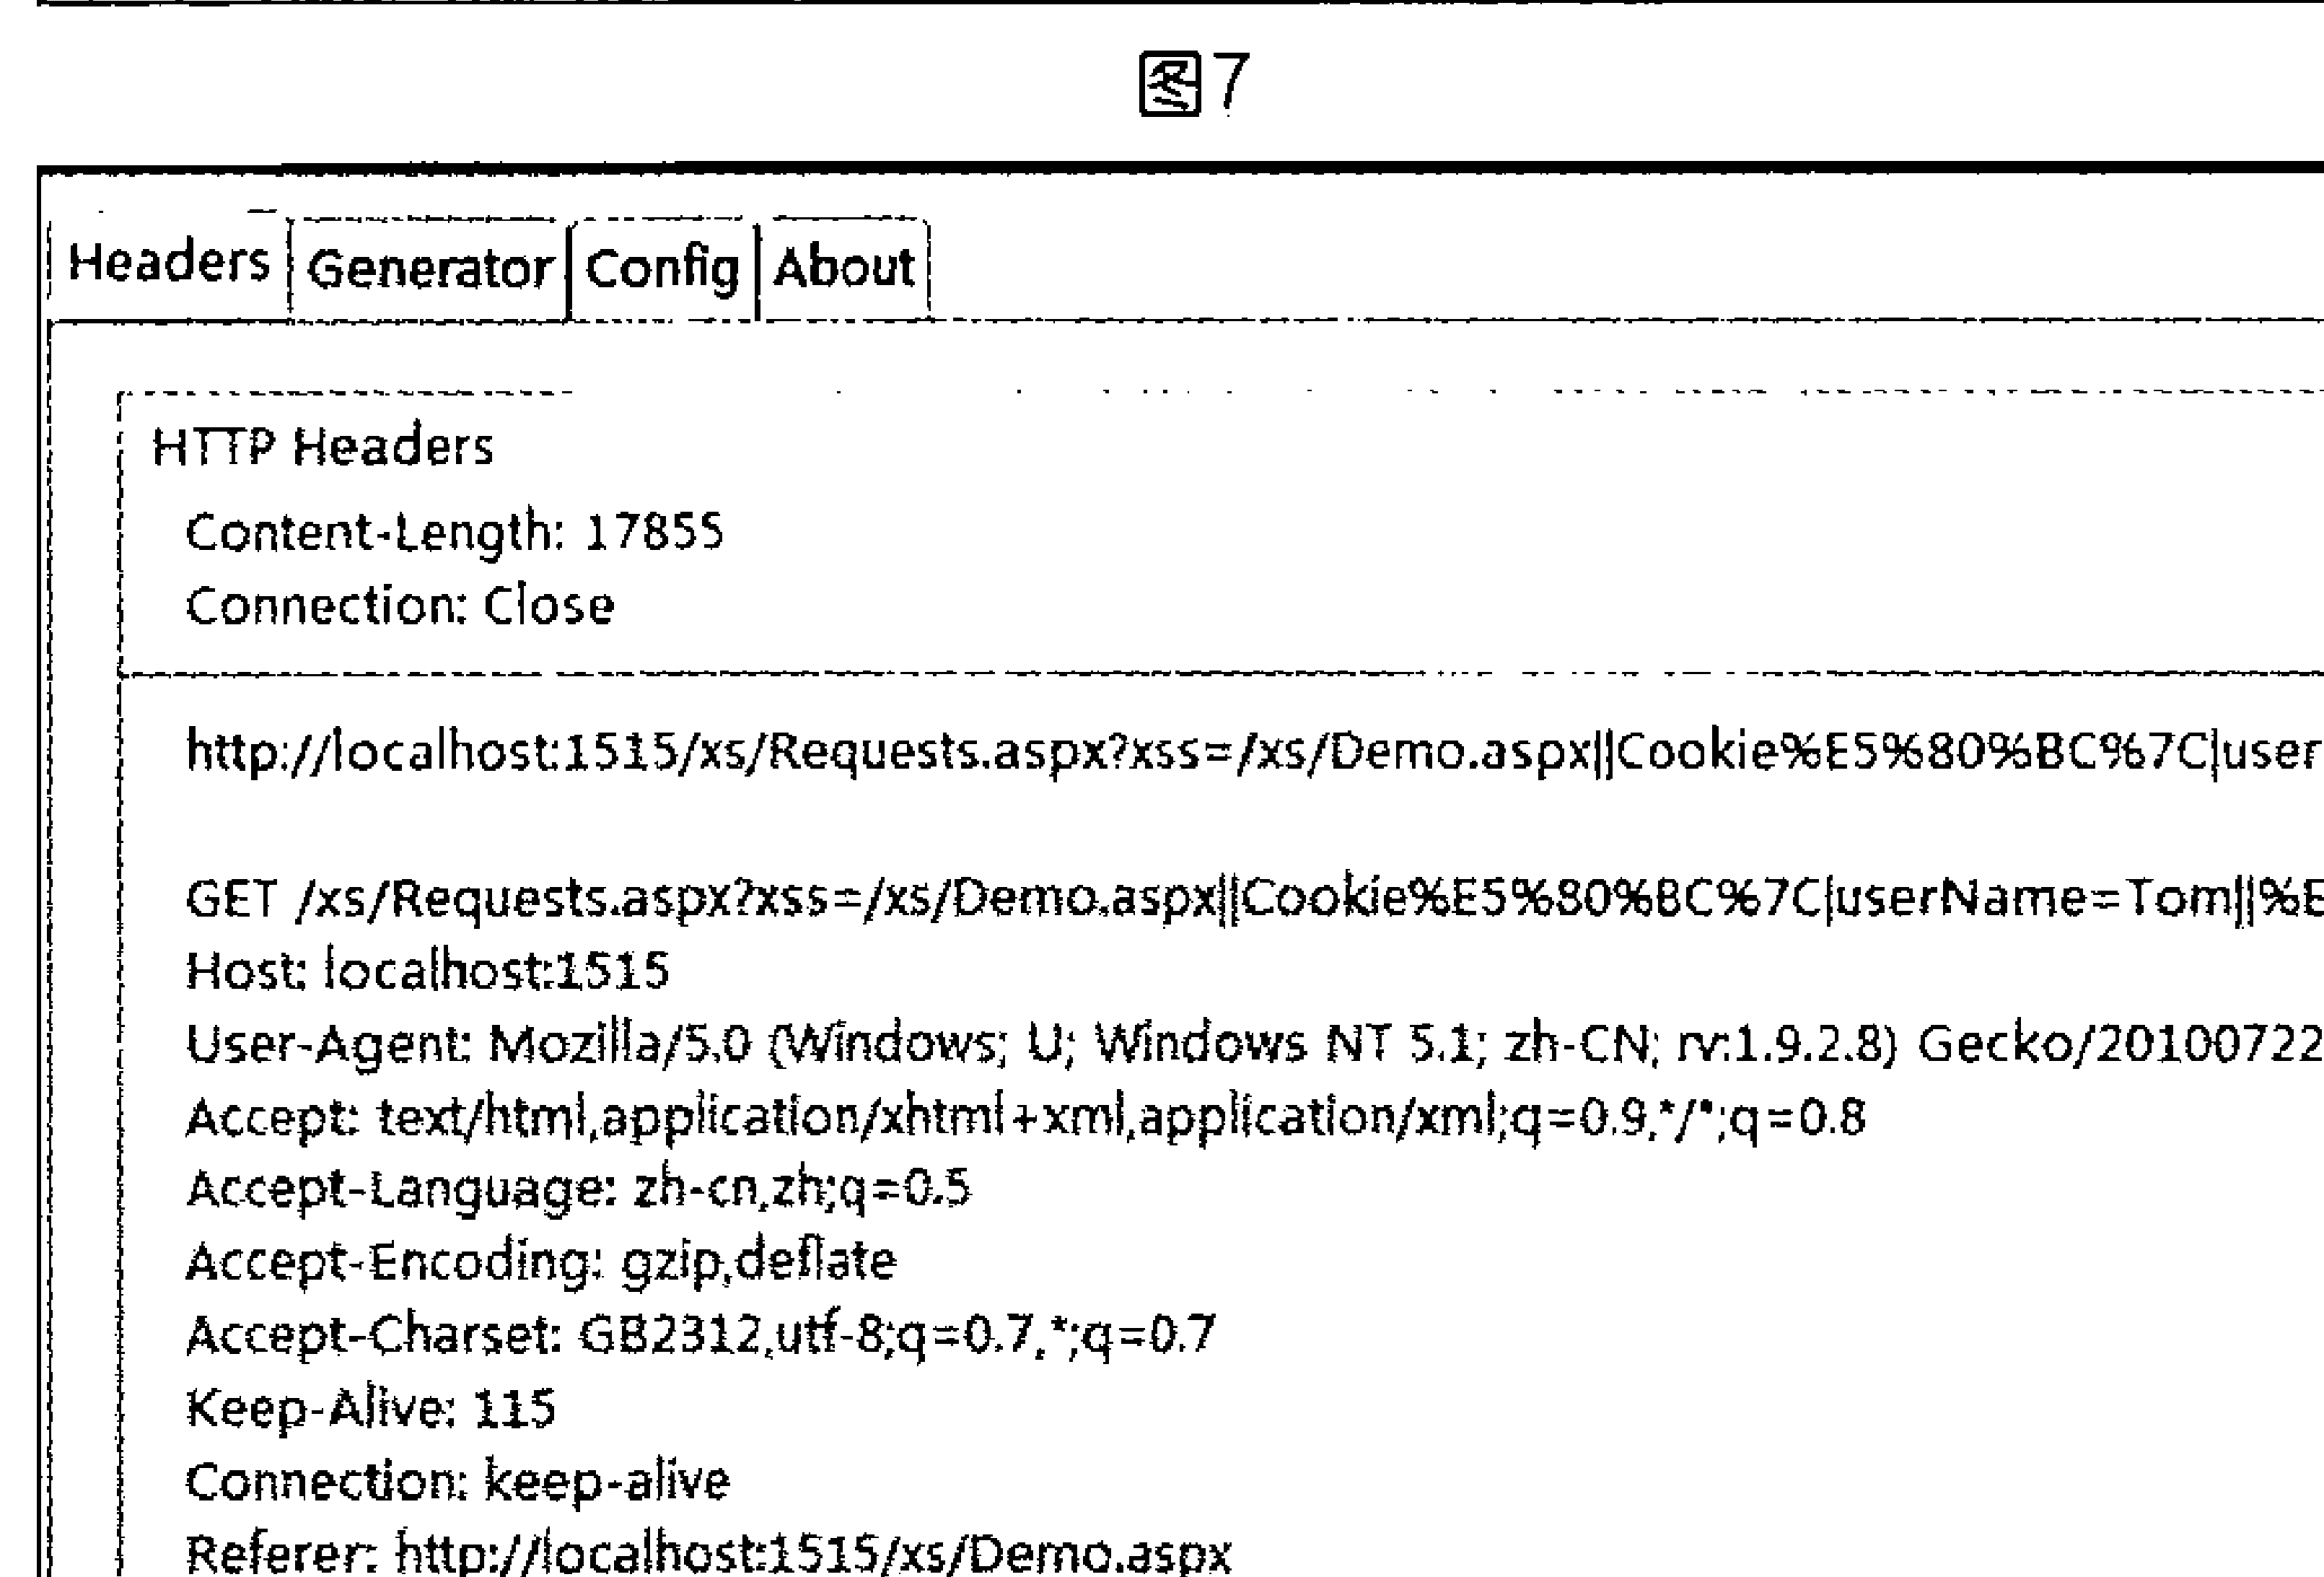 图7
Headers Generator Config About
HTTP Headers
Content-Length: 17855
Connection: Close
http://localhost:1515/xs/Requests.aspx?xss=/xs/Demo.aspx||Cookie%E5%80%BC%7C|user
GET /xs/Requests.aspx?xss=/xs/Demo.aspx||Cookie%E5%80%BC%7C|userName=Tom||%E
Host: localhost:1515
User-Agent: Mozilla/5.0 (Windows; U; Windows NT 5.1; zh-CN; rv:1.9.2.8) Gecko/20100722
Accept: text/html,application/xhtml+xml,application/xml;q=0.9,*/*;q=0.8
Accept-Language: zh-cn,zh;q=0.5
Accept-Encoding: gzip,deflate
Accept-Charset: GB2312,utf-8;q=0.7,*;q=0.7
Keep-Alive: 115
Connection: keep-alive
Referer: http://localhost:1515/xs/Demo.aspx